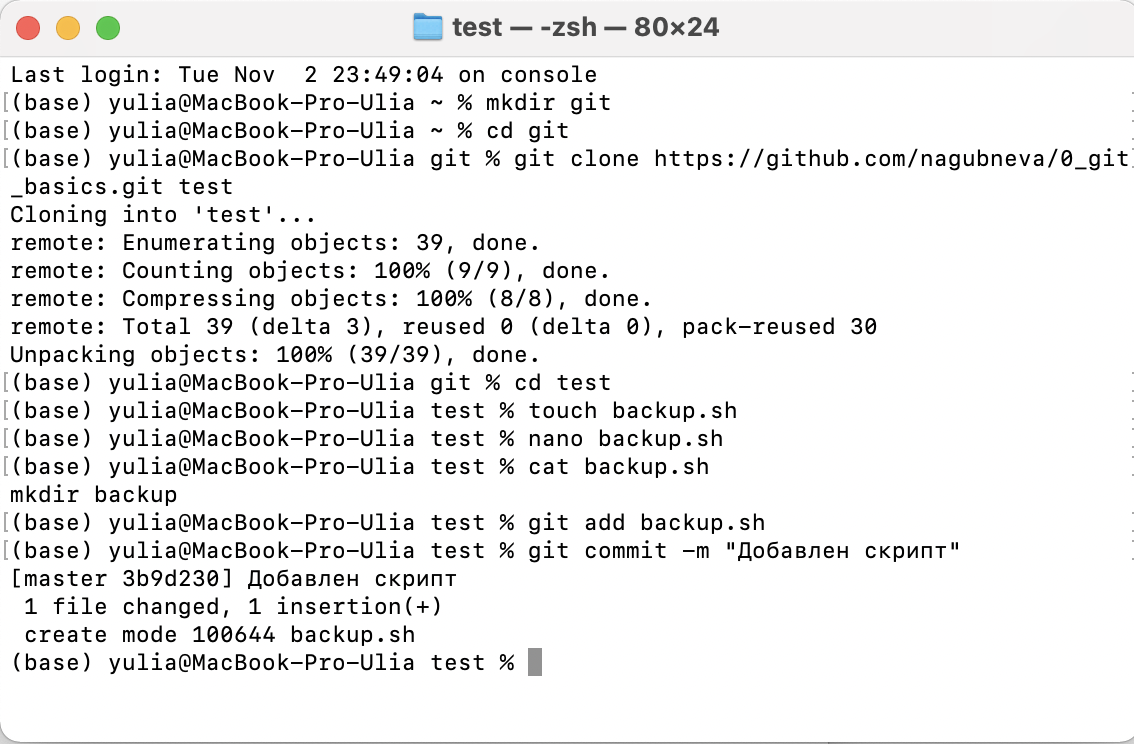 test — -zsh — 80×24
Last login: Tue Nov  2 23:49:04 on console
[(base) yulia@MacBook-Pro-Ulia ~ % mkdir git
[(base) yulia@MacBook-Pro-Ulia ~ % cd git
[(base) yulia@MacBook-Pro-Ulia git % git clone https://github.com/nagubneva/0_git
_basics.git test
Cloning into 'test'...
remote: Enumerating objects: 39, done.
remote: Counting objects: 100% (9/9), done.
remote: Compressing objects: 100% (8/8), done.
remote: Total 39 (delta 3), reused 0 (delta 0), pack-reused 30
Unpacking objects: 100% (39/39), done.
[(base) yulia@MacBook-Pro-Ulia git % cd test
[(base) yulia@MacBook-Pro-Ulia test % touch backup.sh
[(base) yulia@MacBook-Pro-Ulia test % nano backup.sh
[(base) yulia@MacBook-Pro-Ulia test % cat backup.sh
mkdir backup
[(base) yulia@MacBook-Pro-Ulia test % git add backup.sh
[(base) yulia@MacBook-Pro-Ulia test % git commit -m "Добавлен скрипт"
[master 3b9d230] Добавлен скрипт
 1 file changed, 1 insertion(+)
 create mode 100644 backup.sh
(base) yulia@MacBook-Pro-Ulia test %